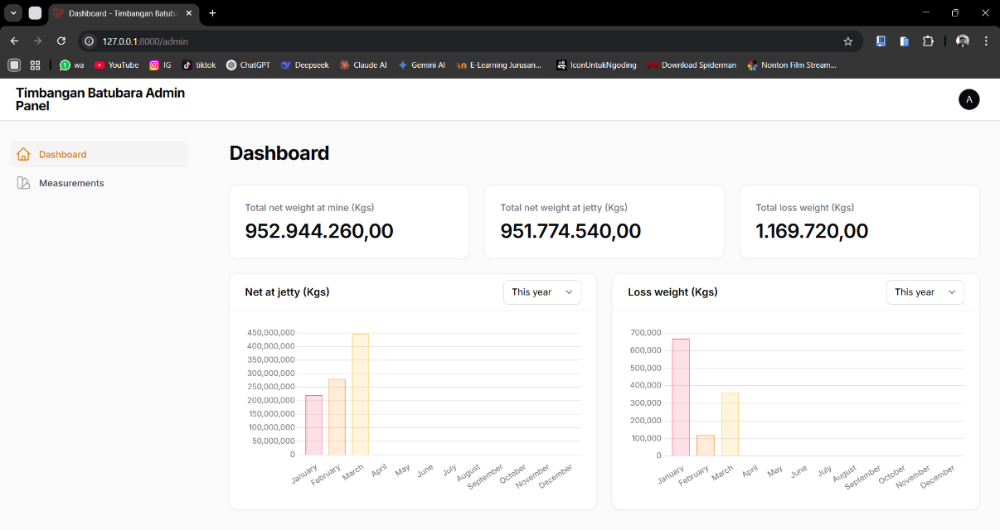 Dashboard - Timbangan Batuba
127.0.0.1:8000/admin
wa
YouTube
IG
tiktok
ChatGPT
Deepseek
Claude AI
Gemini AI
E-Learning Jurusan...
IconUntukNgoding
Download Spiderman
Nonton Film Stream...
Timbangan Batubara Admin
Panel
A
Dashboard
Measurements
Dashboard
Total net weight at mine (Kgs)
952.944.260,00
Total net weight at jetty (Kgs)
951.774.540,00
Total loss weight (Kgs)
1.169.720,00
Net at jetty (Kgs)
This year
450,000,000
400,000,000
350,000,000
300,000,000
250,000,000
200,000,000
150,000,000
100,000,000
50,000,000
0
January
February
March
April
May
June
July
August
September
October
November
December
Loss weight (Kgs)
This year
700,000
600,000
500,000
400,000
300,000
200,000
100,000
0
January
February
March
April
May
June
July
August
September
October
November
December